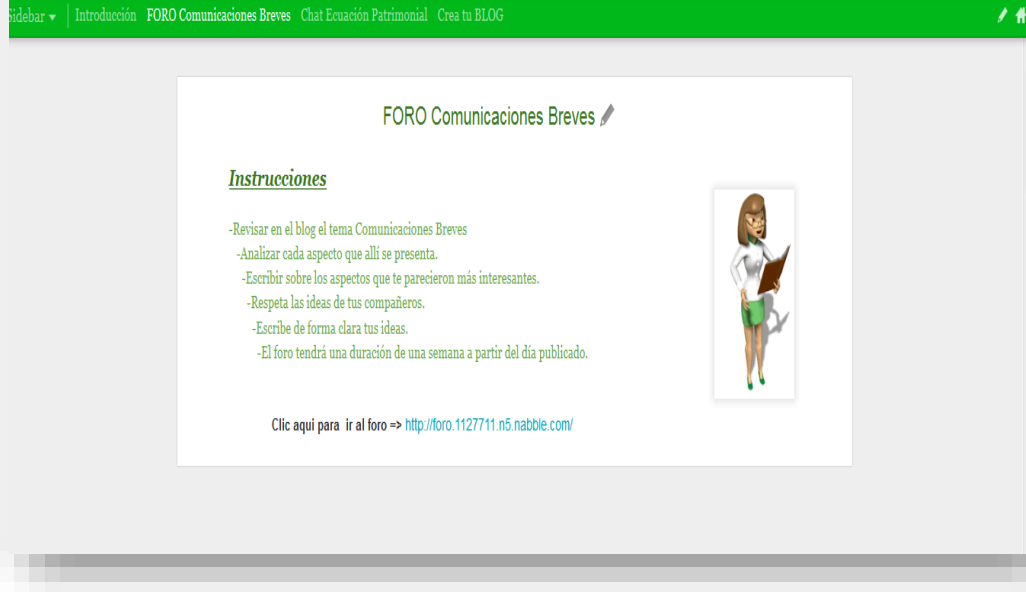 Sidebar Introducción FORO Comunicaciones Breves Chat Ecuación Patrimonial Crea tu BLOG
FORO Comunicaciones Breves
Instrucciones
-Revisar en el blog el tema Comunicaciones Breves
-Analizar cada aspecto que allí se presenta.
-Escribir sobre los aspectos que te parecieron más interesantes.
-Respeta las ideas de tus compañeros.
-Escribe de forma clara tus ideas.
-El foro tendrá una duración de una semana a partir del día publicado.
Clic aqui para ir al foro => http://foro.1127711.n5.nabble.com/